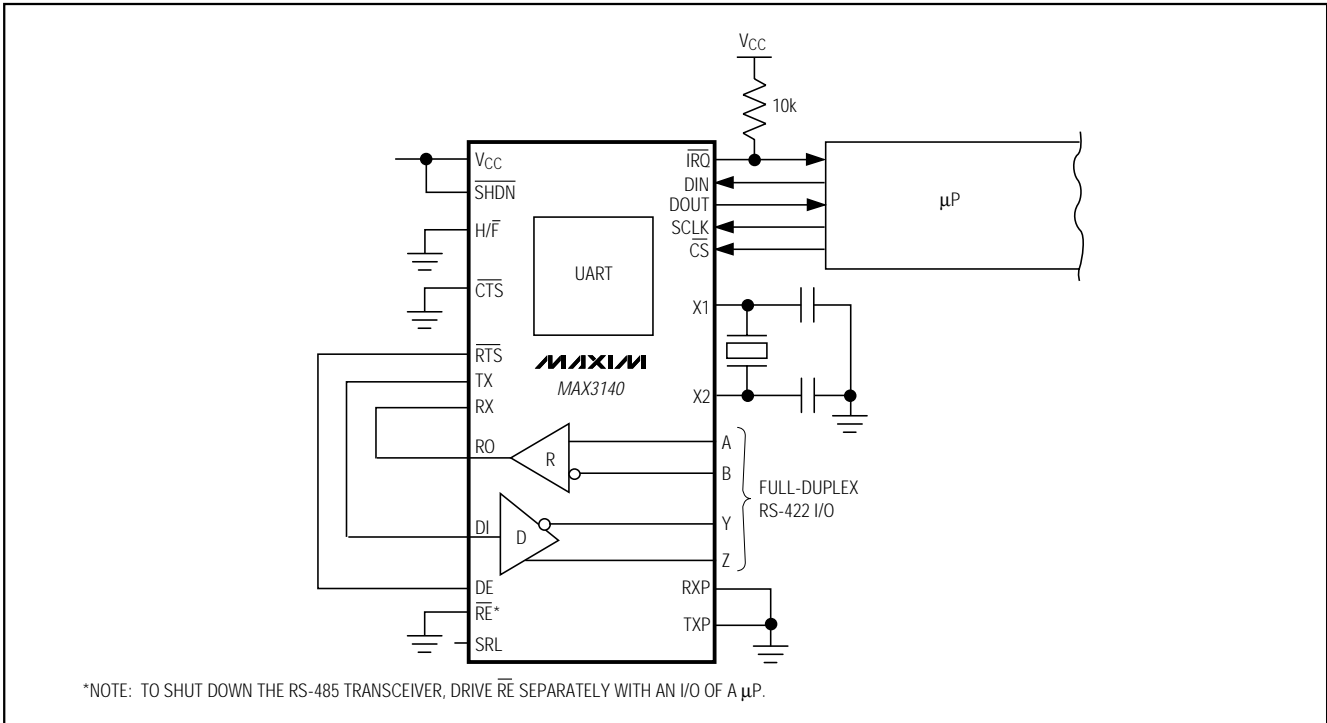 VCC
10k
VCC
SHDN
H/F
CTS
RTS
TX
RX
RO
DI
DE
RE*
SRL
UART
MAXIM
MAX3140
R
D
IRQ
DIN
DOUT
SCLK
CS
X1
X2
A
B
Y
Z
RXP
TXP
µP
FULL-DUPLEX
RS-422 I/O
*NOTE: TO SHUT DOWN THE RS-485 TRANSCEIVER, DRIVE RE SEPARATELY WITH AN I/O OF A µP.